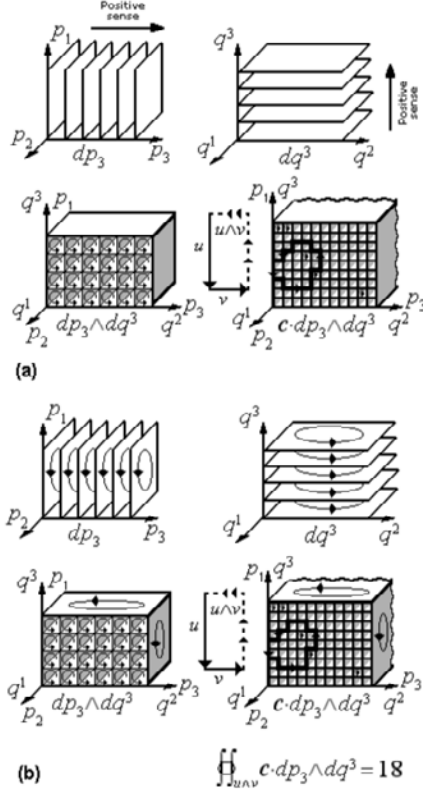 Positive sense
p₁
p₂
dp₃
p₃
q³
q¹
dq³
q²
Positive sense
q³ p₁
q¹
p₂
dp₃∧dq³
q² p₃
u
u∧v
v
p₁ q³
q¹
p₂
c·dp₃∧dq³
q² p₃
(a)
p₁
p₂
dp₃
p₃
q³
q¹
dq³
q²
q³ p₁
q¹
p₂
dp₃∧dq³
q² p₃
u
u∧v
v
p₁ q³
q¹
p₂
c·dp₃∧dq³
q² p₃
(b)
∯u∧v c·dp₃∧dq³ = 18